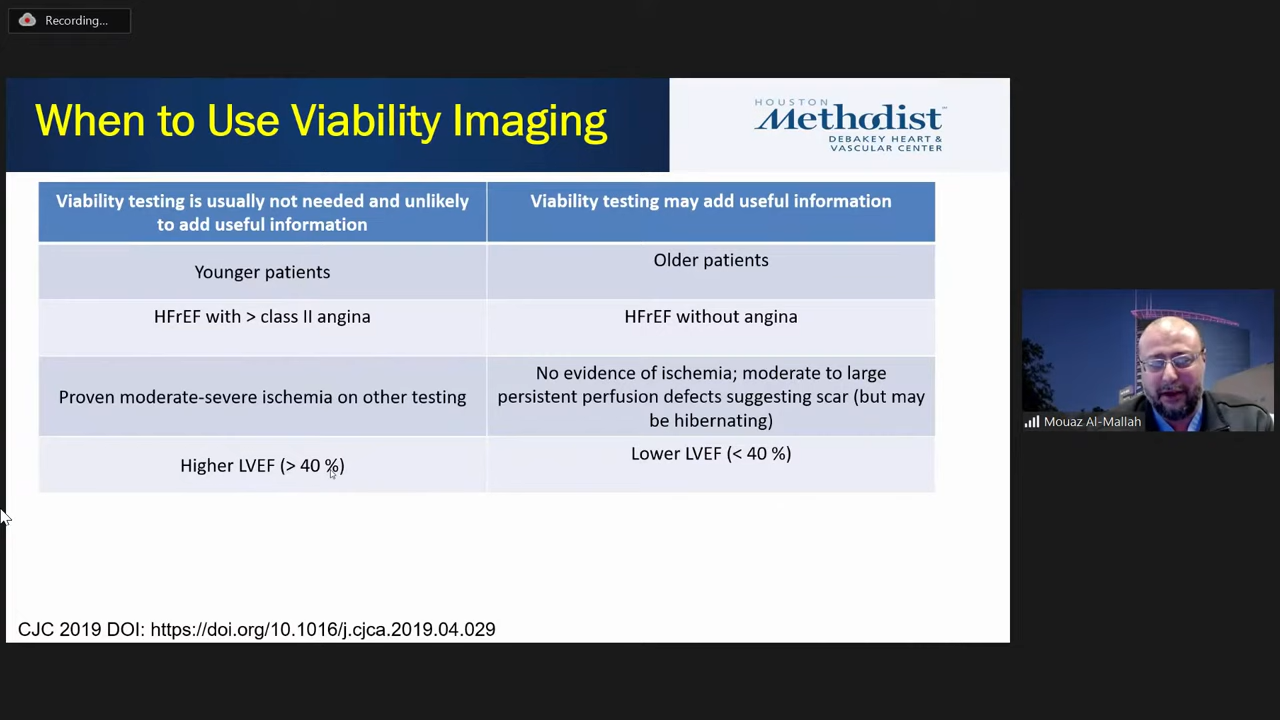 Recording...
When to Use Viability Imaging
HOUSTON
Methodist
DEBAKEY HEART &
VASCULAR CENTER
Viability testing is usually not needed and unlikely
to add useful information
Viability testing may add useful information
Younger patients
Older patients
HFrEF with > class II angina
HFrEF without angina
Proven moderate-severe ischemia on other testing
No evidence of ischemia; moderate to large
persistent perfusion defects suggesting scar (but may
be hibernating)
Higher LVEF (> 40 %)
Lower LVEF (< 40 %)
Mouaz Al-Mallah
CJC 2019 DOI: https://doi.org/10.1016/j.cjca.2019.04.029